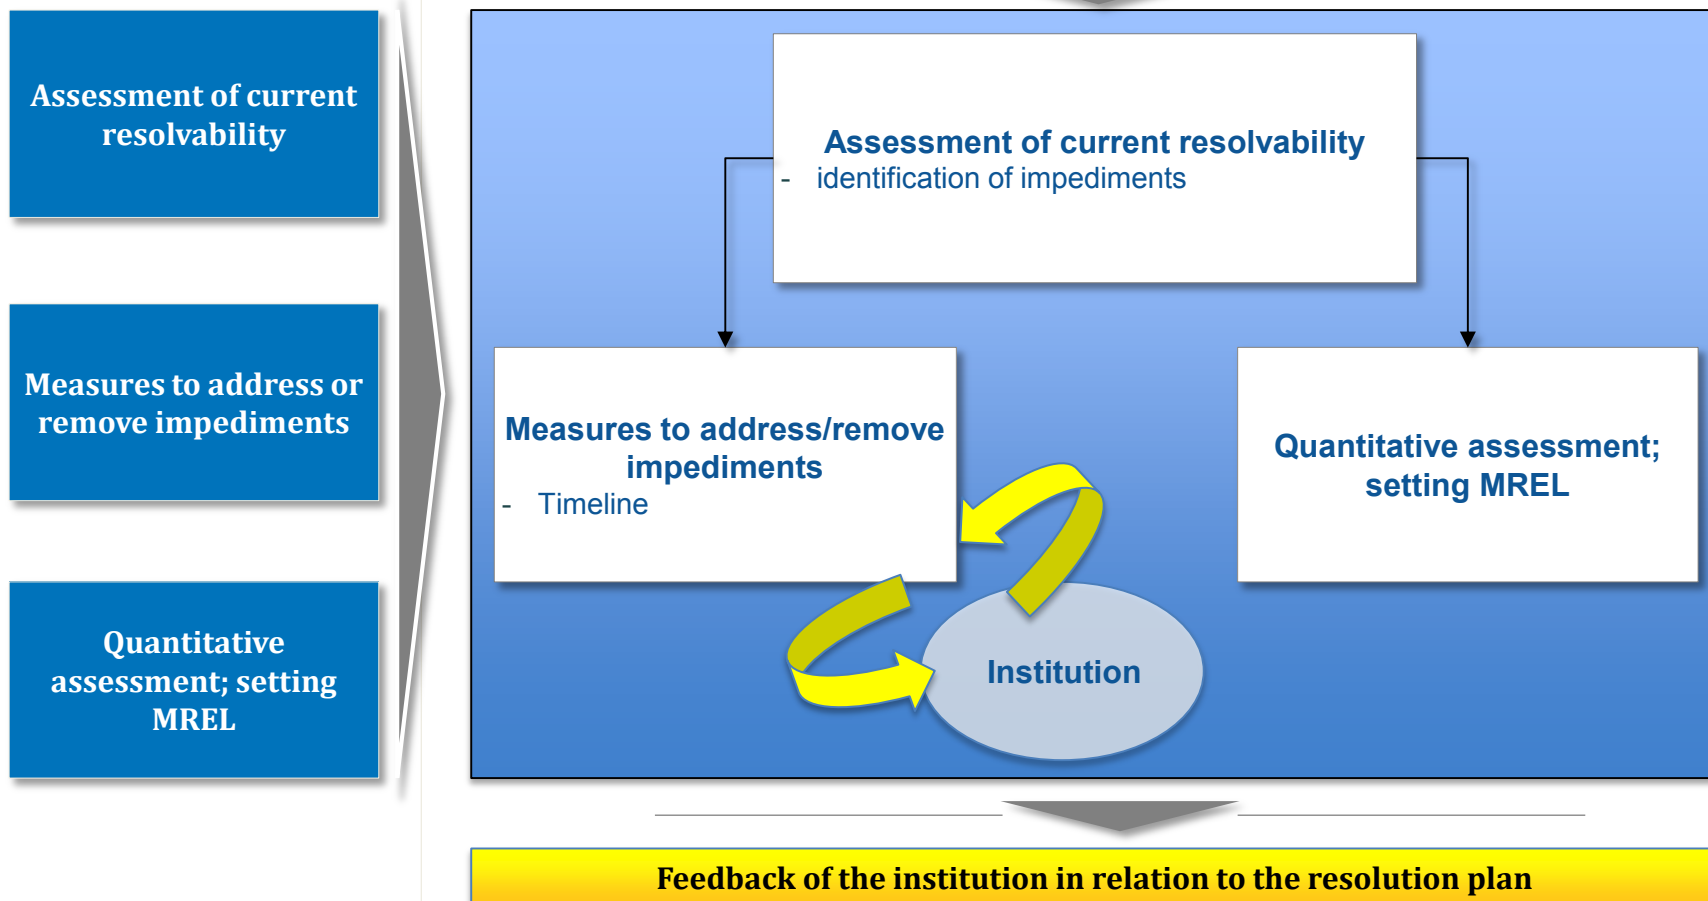 Assessment of current
resolvability
Measures to address or
remove impediments
Quantitative
assessment; setting
MREL
Assessment of current resolvability
- identification of impediments
Measures to address/remove
impediments
- Timeline
Quantitative assessment;
setting MREL
Institution
Feedback of the institution in relation to the resolution plan